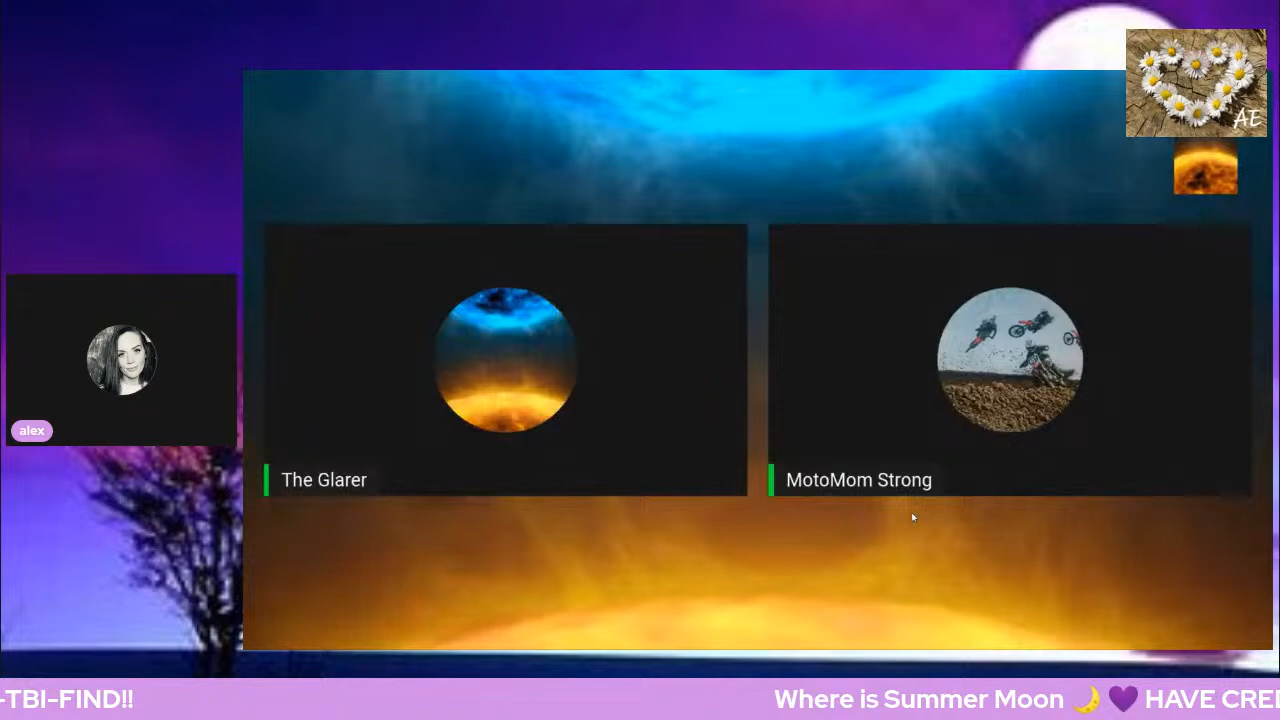 AE
alex
The Glarer
MotoMom Strong
-TBI-FIND!!
Where is Summer Moon 🌙 💜 HAVE CRE